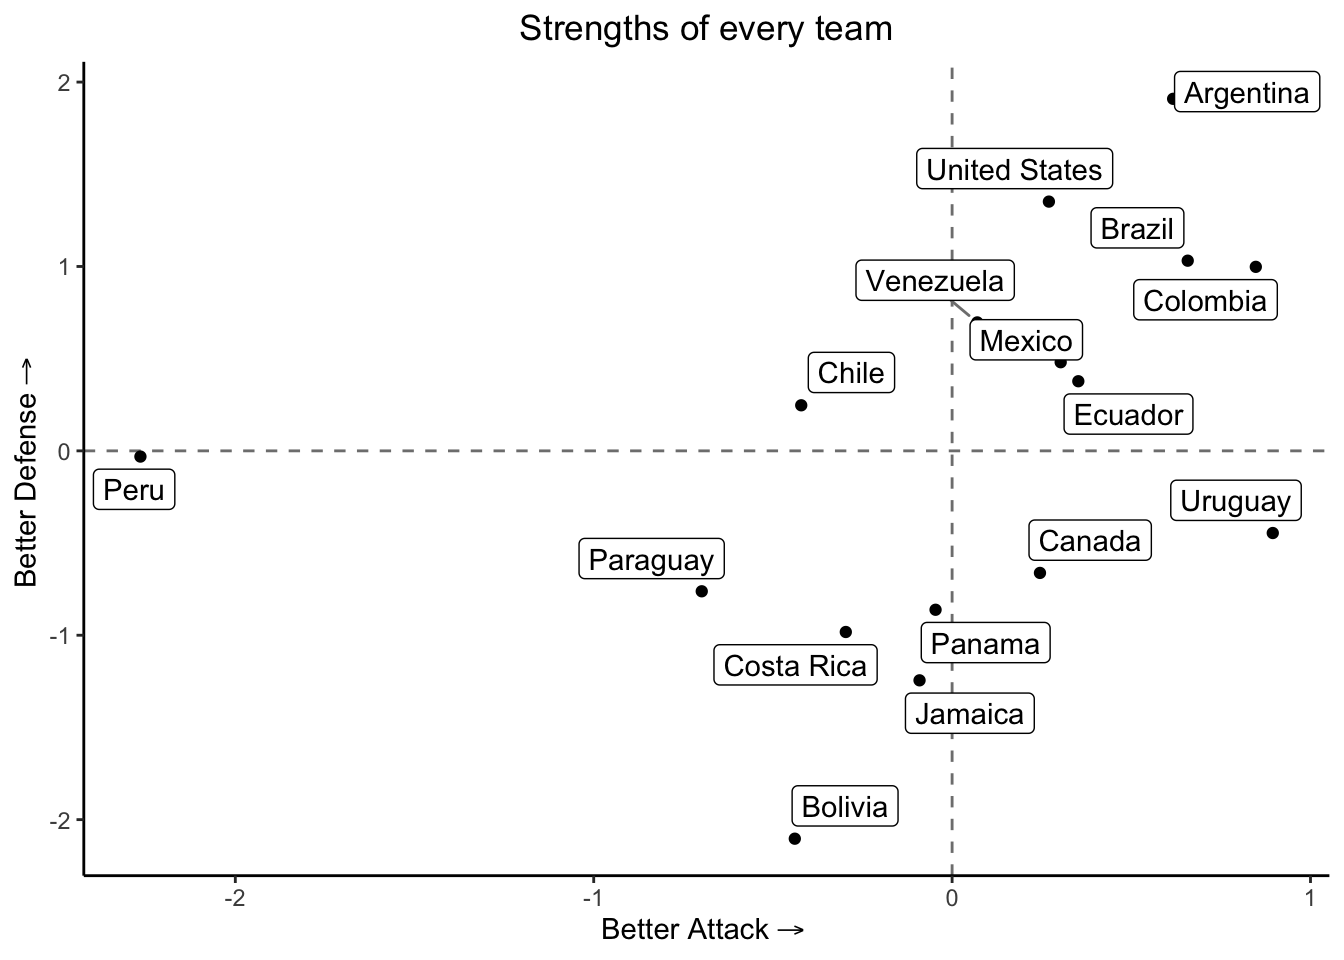 Strengths of every team
2
1
0
-1
-2
Better Defense →
Argentina
United States
Brazil
Colombia
Venezuela
Mexico
Chile
Ecuador
Peru
Uruguay
Canada
Paraguay
Panama
Costa Rica
Jamaica
Bolivia
-2
-1
0
1
Better Attack →